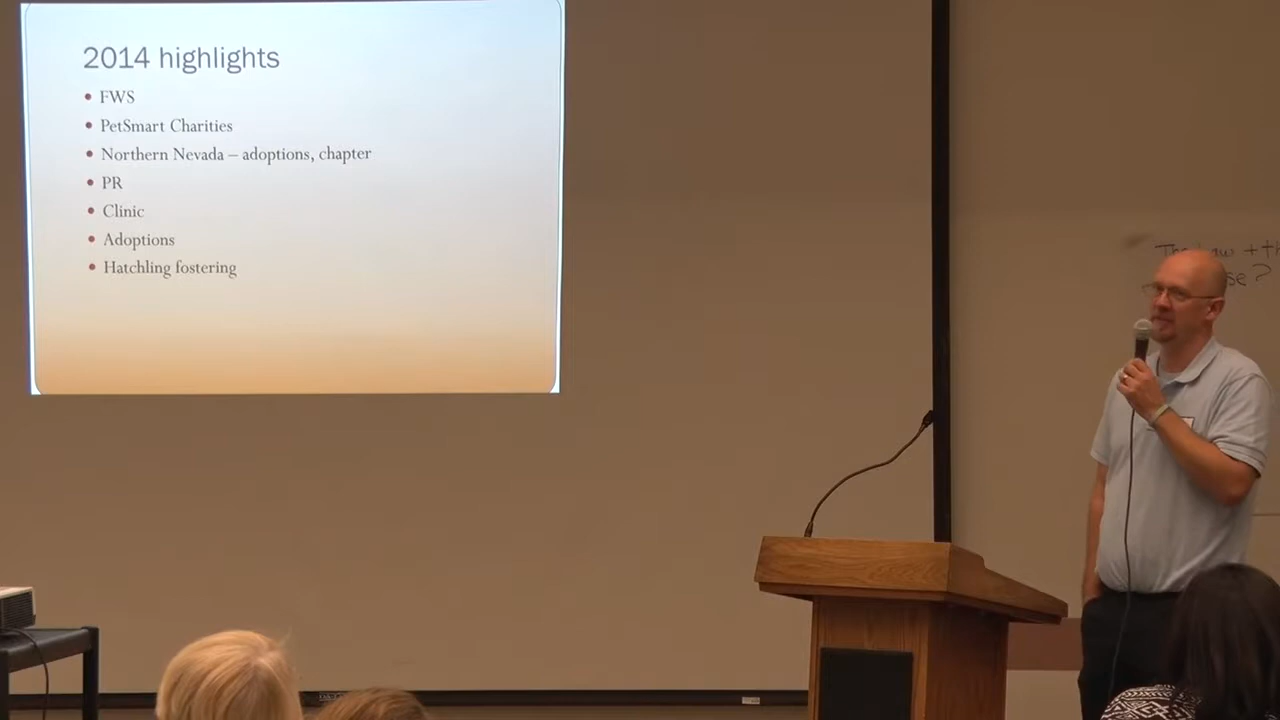 2014 highlights
• FWS
• PetSmart Charities
• Northern Nevada – adoptions, chapter
• PR
• Clinic
• Adoptions
• Hatchling fostering